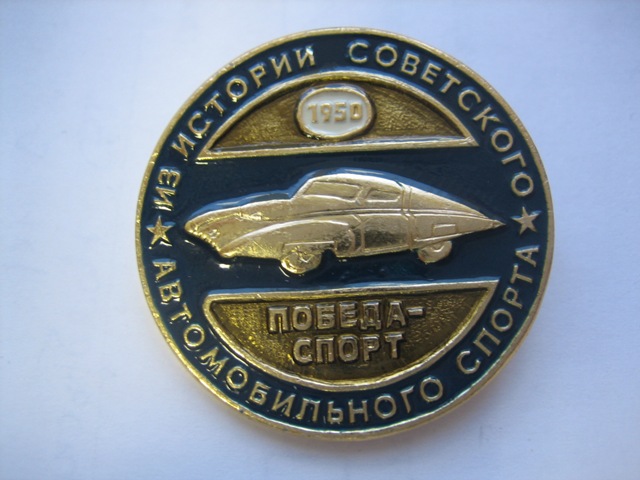 ИЗ ИСТОРИИ СОВЕТСКОГО
1950
ПОБЕДА-
СПОРТ
АВТОМОБИЛЬНОГО СПОРТА